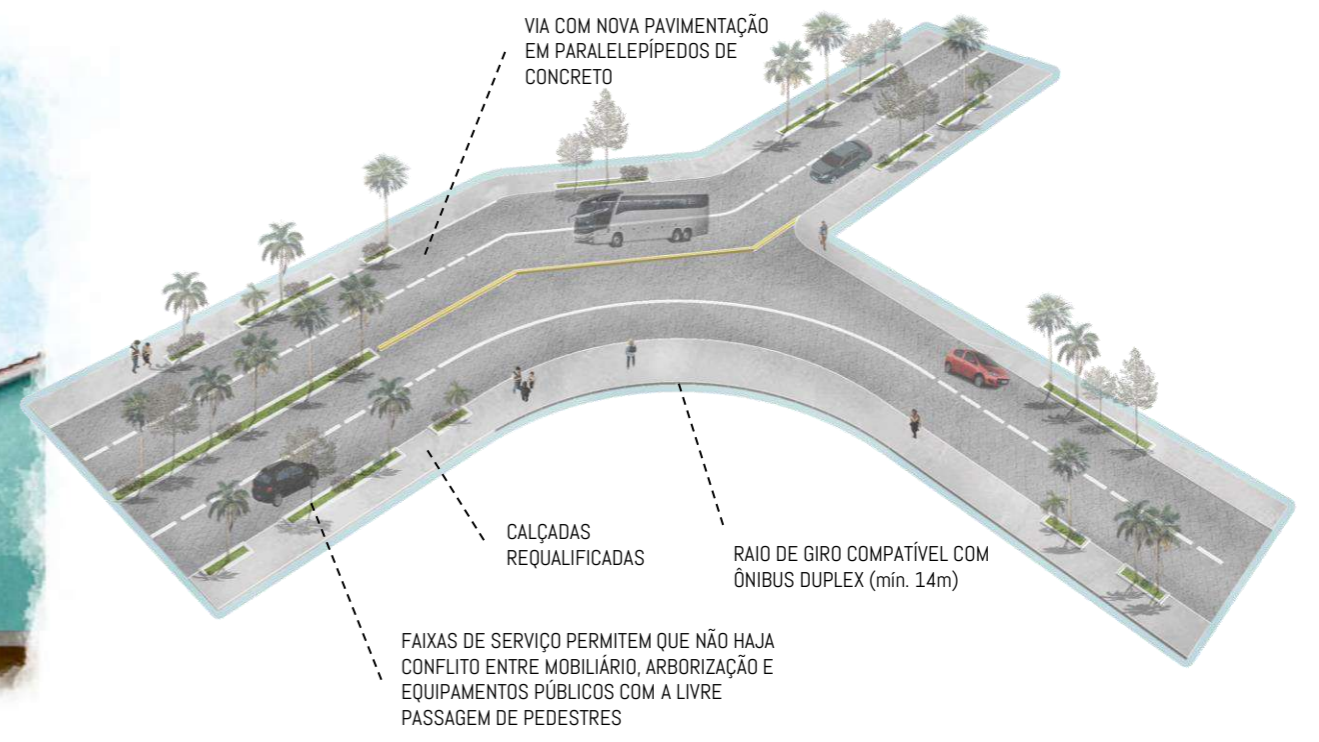 VIA COM NOVA PAVIMENTAÇÃO
EM PARALELEPÍPEDOS DE
CONCRETO
CALÇADAS
REQUALIFICADAS
RAIO DE GIRO COMPATÍVEL COM
ÔNIBUS DUPLEX (mín. 14m)
FAIXAS DE SERVIÇO PERMITEM QUE NÃO HAJA
CONFLITO ENTRE MOBILIÁRIO, ARBORIZAÇÃO E
EQUIPAMENTOS PÚBLICOS COM A LIVRE
PASSAGEM DE PEDESTRES